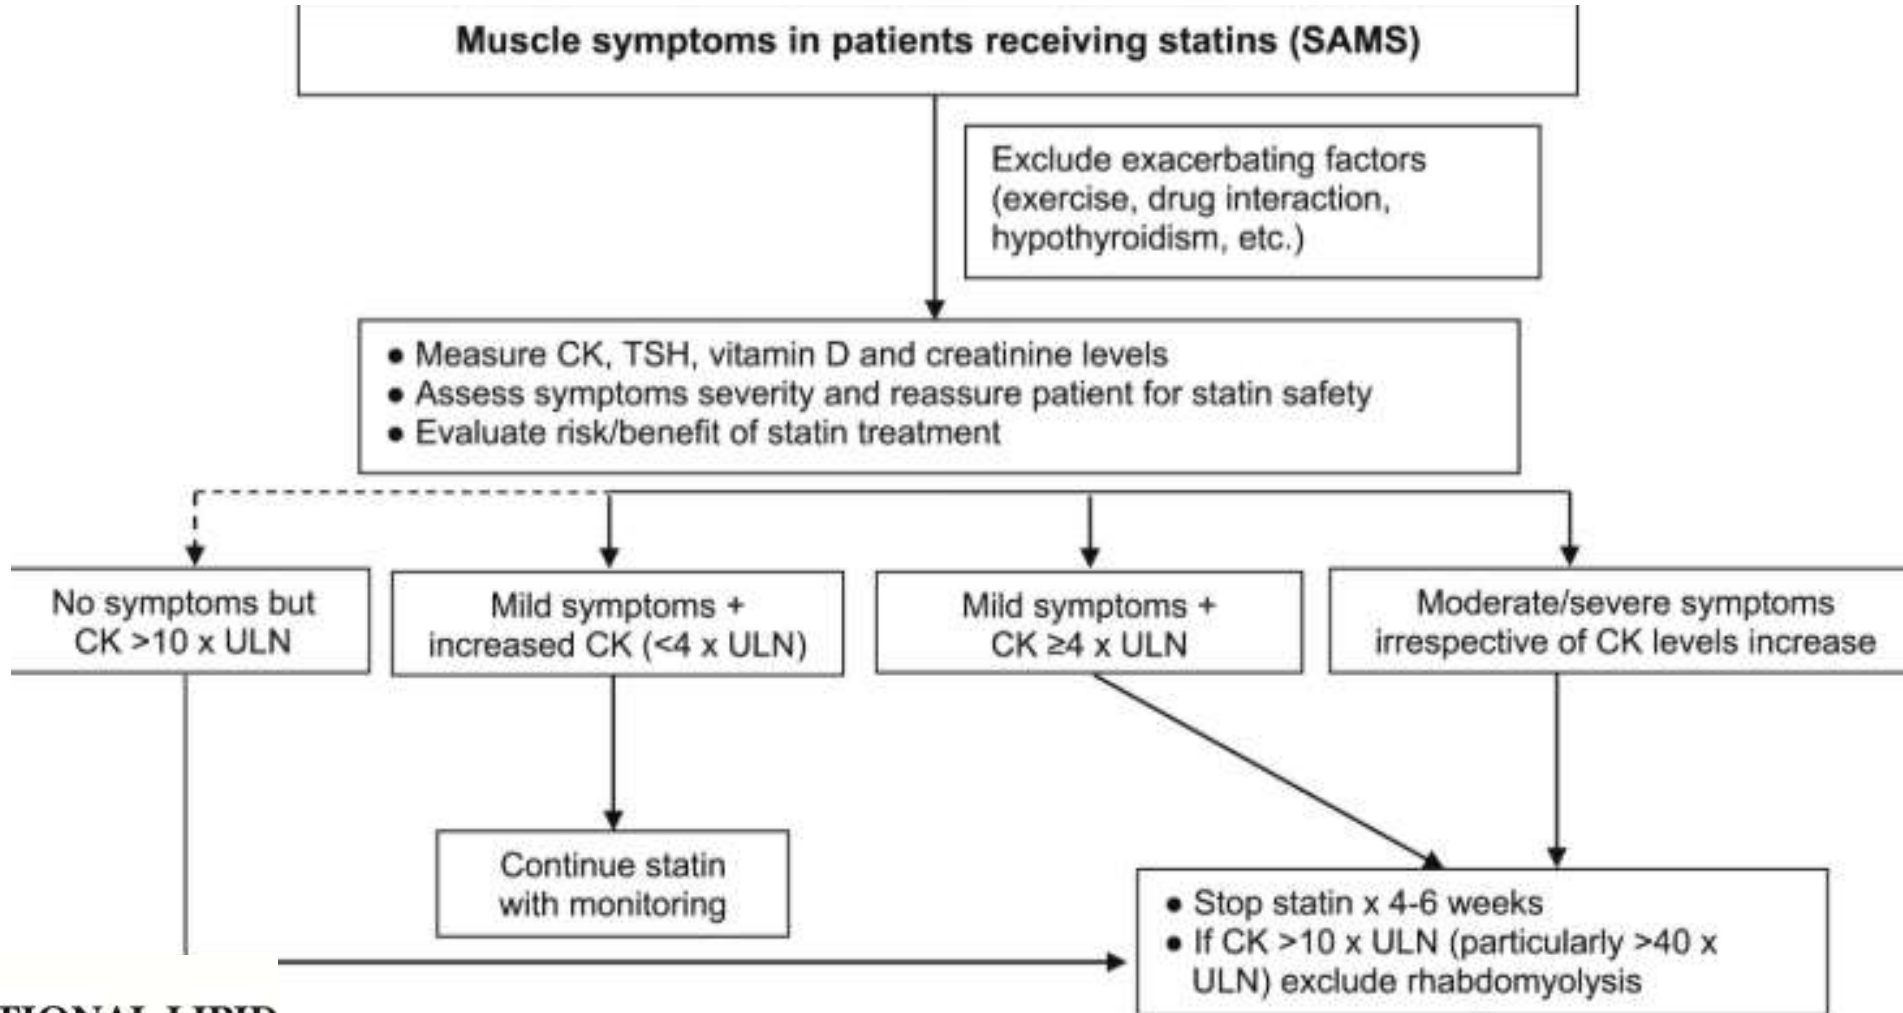 Muscle symptoms in patients receiving statins (SAMS)
Exclude exacerbating factors
(exercise, drug interaction,
hypothyroidism, etc.)
● Measure CK, TSH, vitamin D and creatinine levels
● Assess symptoms severity and reassure patient for statin safety
● Evaluate risk/benefit of statin treatment
No symptoms but
CK >10 x ULN
Mild symptoms +
increased CK (<4 x ULN)
Mild symptoms +
CK ≥4 x ULN
Moderate/severe symptoms
irrespective of CK levels increase
Continue statin
with monitoring
● Stop statin x 4-6 weeks
● If CK >10 x ULN (particularly >40 x
ULN) exclude rhabdomyolysis
TIONAL LIPID